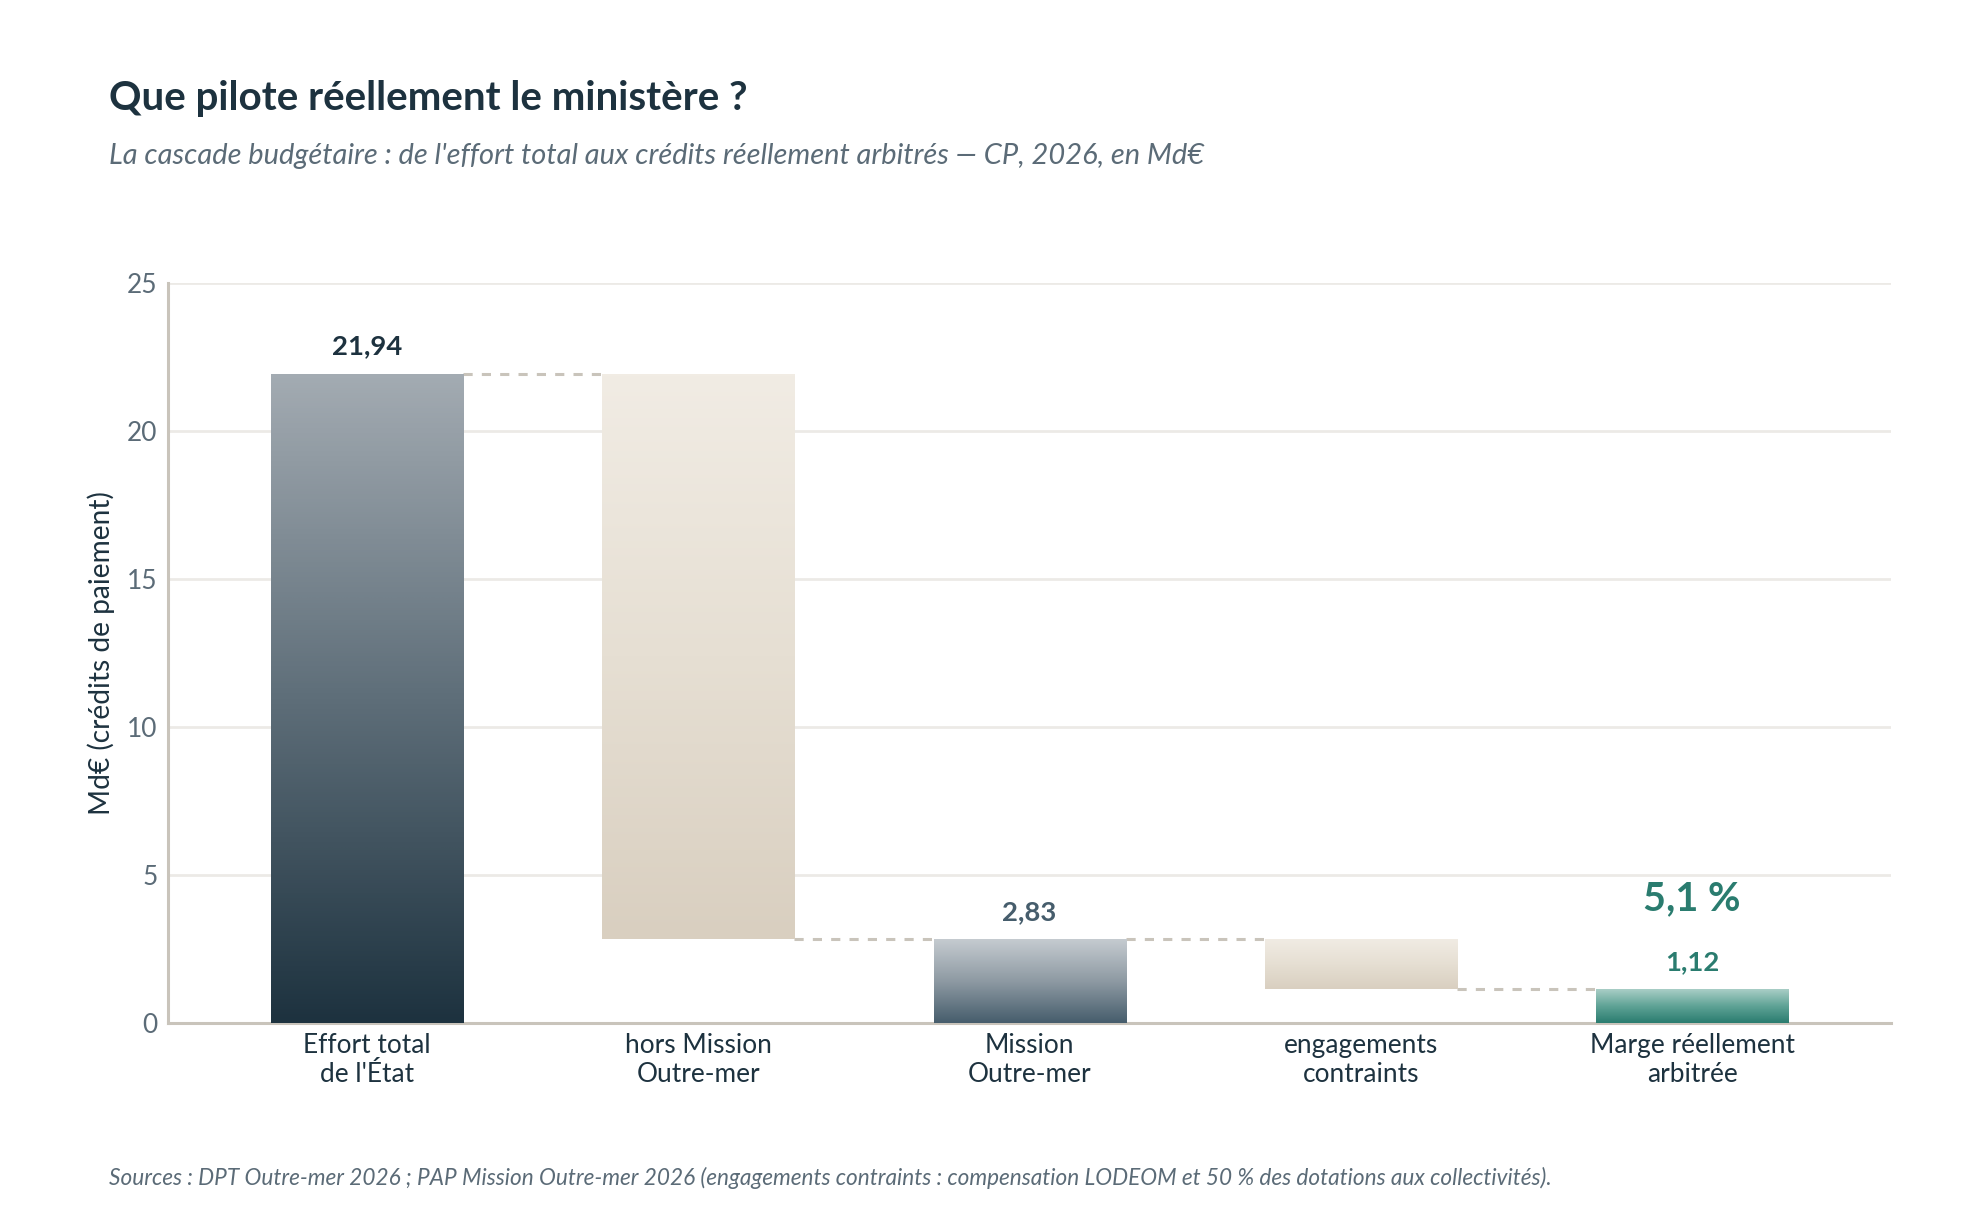 Que pilote réellement le ministère ?
La cascade budgétaire : de l'effort total aux crédits réellement arbitrés — CP, 2026, en Md€
Md€ (crédits de paiement)
25
20
15
10
5
0
21,94
2,83
5,1 %
1,12
Effort total
de l'État
hors Mission
Outre-mer
Mission
Outre-mer
engagements
contraints
Marge réellement
arbitrée
Sources : DPT Outre-mer 2026 ; PAP Mission Outre-mer 2026 (engagements contraints : compensation LODEOM et 50 % des dotations aux collectivités).